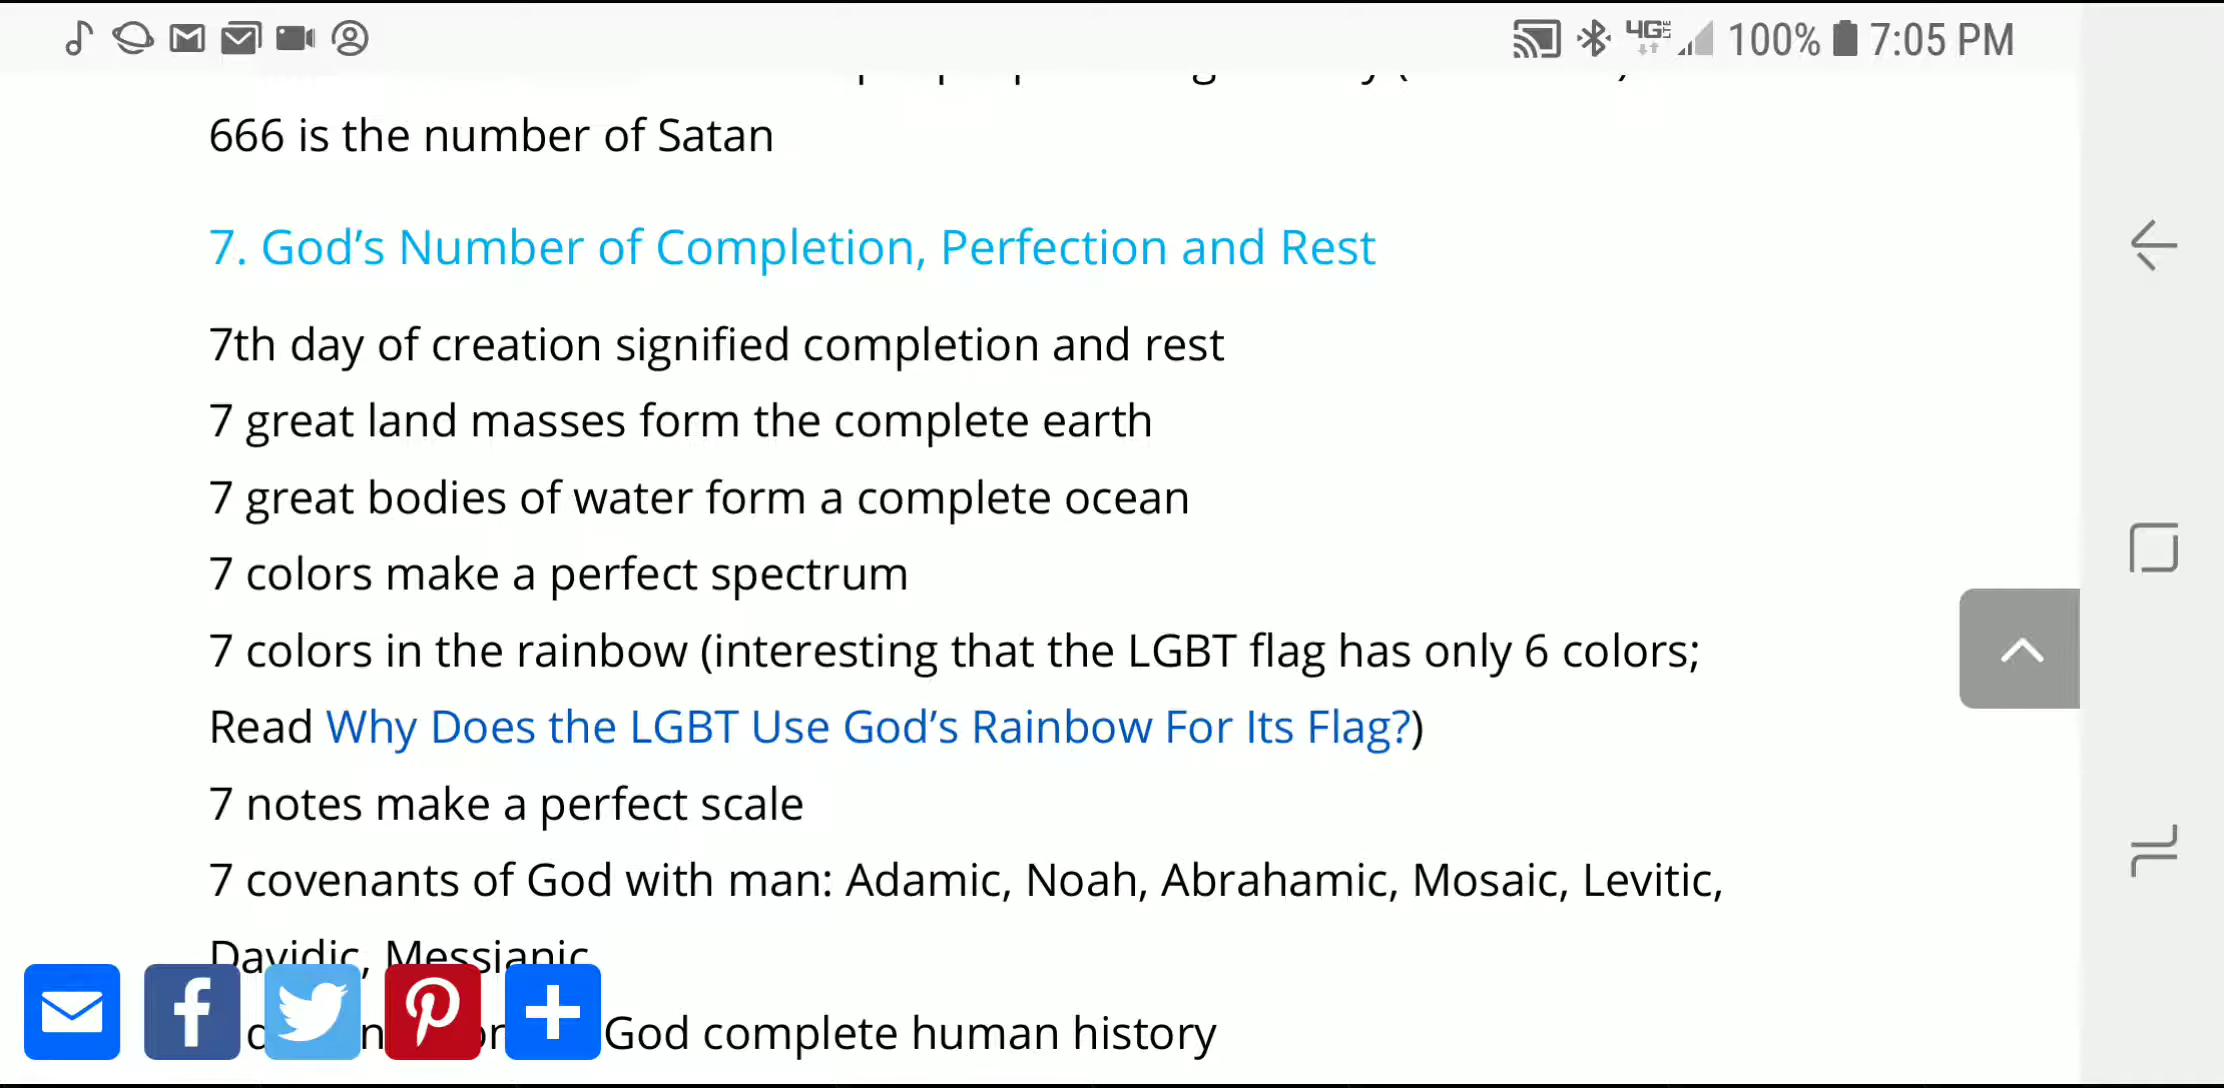 4G LTE 100% 7:05 PM
666 is the number of Satan
7. God’s Number of Completion, Perfection and Rest
7th day of creation signified completion and rest
7 great land masses form the complete earth
7 great bodies of water form a complete ocean
7 colors make a perfect spectrum
7 colors in the rainbow (interesting that the LGBT flag has only 6 colors;
Read Why Does the LGBT Use God’s Rainbow For Its Flag?)
7 notes make a perfect scale
7 covenants of God with man: Adamic, Noah, Abrahamic, Mosaic, Levitic,
Davidic, Messianic
God complete human history